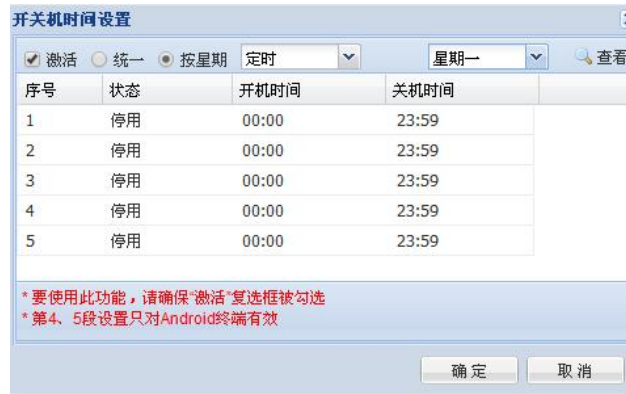 开关机时间设置
激活 统一 按星期 定时 星期一 查看
序号 状态 开机时间 关机时间
1 停用 00:00 23:59
2 停用 00:00 23:59
3 停用 00:00 23:59
4 停用 00:00 23:59
5 停用 00:00 23:59
*要使用此功能，请确保“激活”复选框被勾选
*第4、5段设置只对Android终端有效
确定 取消